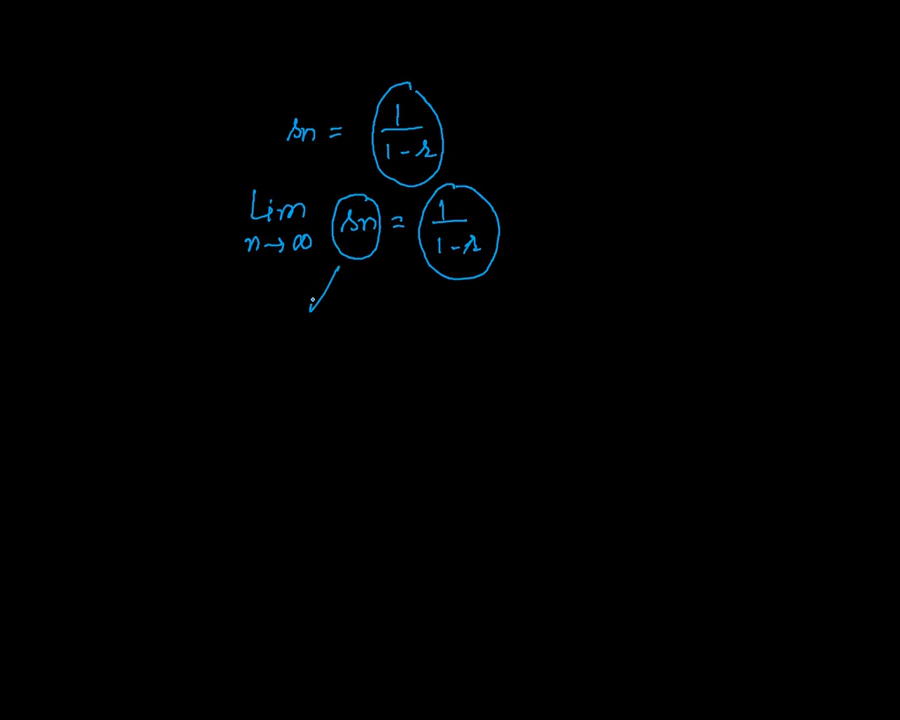 sn = 1/(1-r)
Lim n→∞ sn = 1/(1-r)